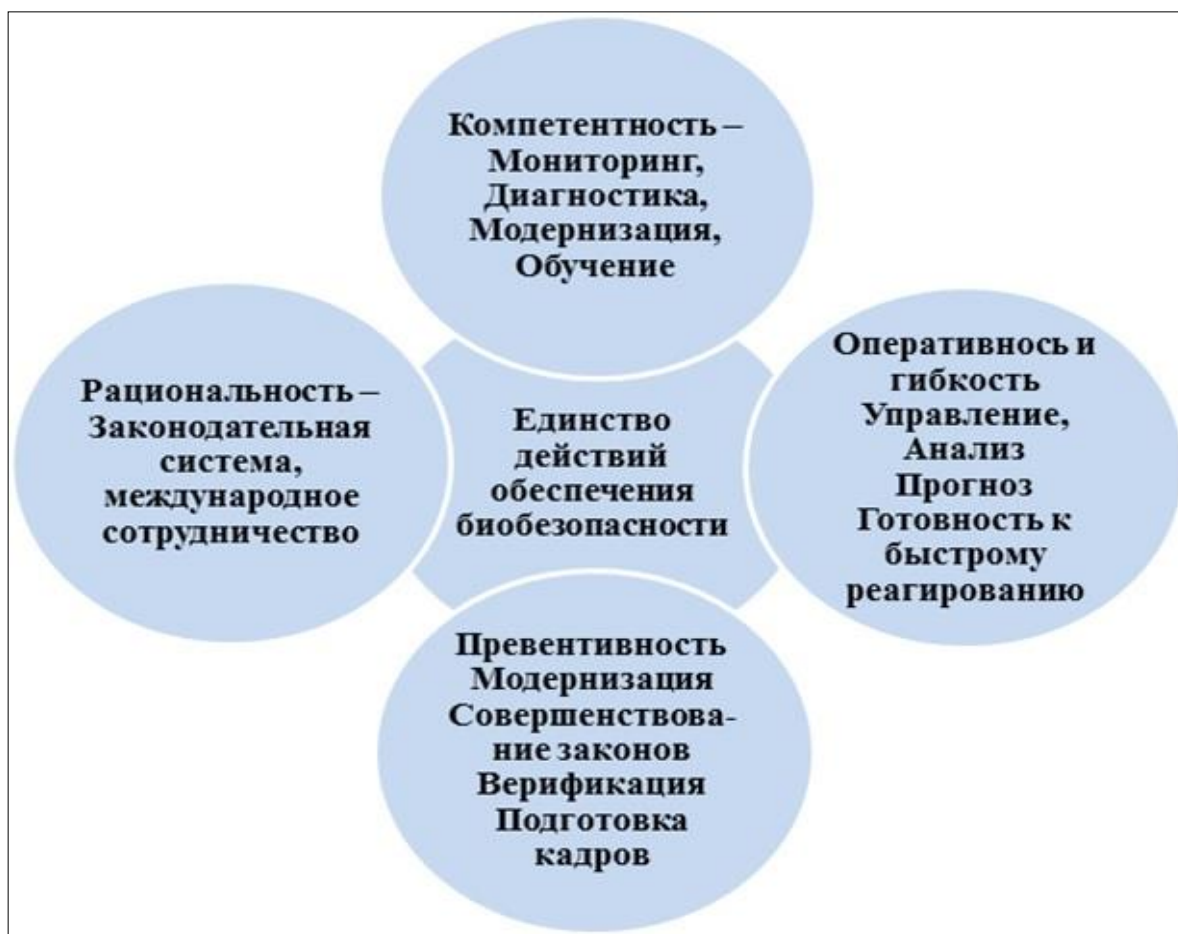 Компетентность –
Мониторинг,
Диагностика,
Модернизация,
Обучение
Рациональность –
Законодательная
система,
международное
сотрудничество
Единство
действий
обеспечения
биобезопасности
Оперативнось и
гибкость
Управление,
Анализ
Прогноз
Готовность к
быстрому
реагированию
Превентивность
Модернизация
Совершенствова-
ние законов
Верификация
Подготовка
кадров